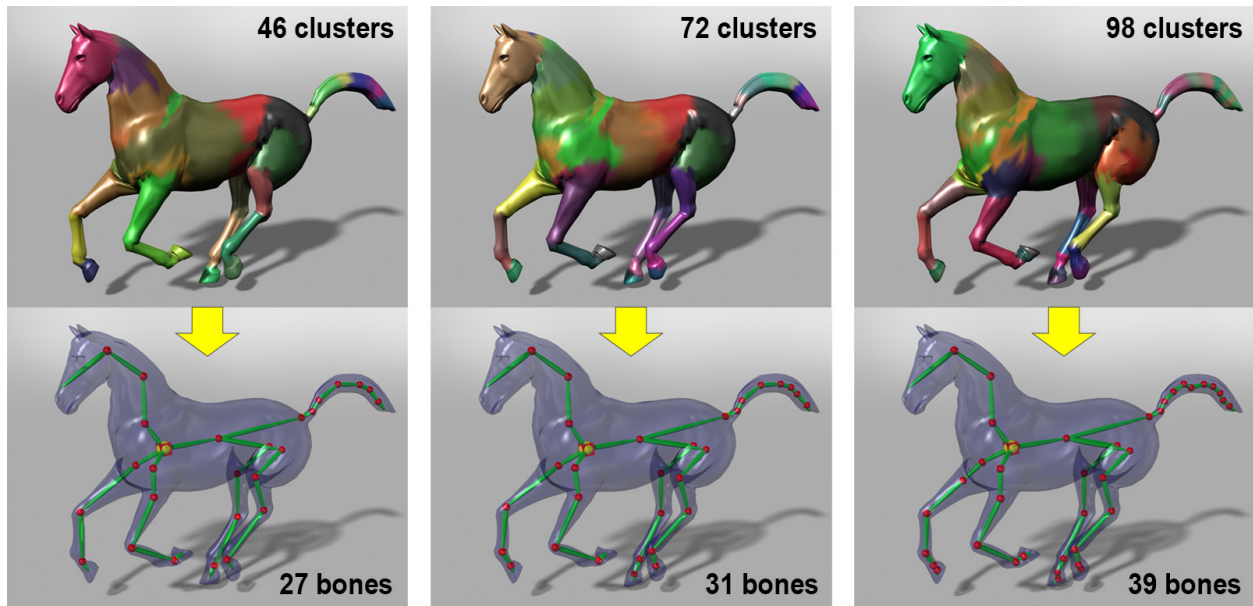 46 clusters
72 clusters
98 clusters
27 bones
31 bones
39 bones